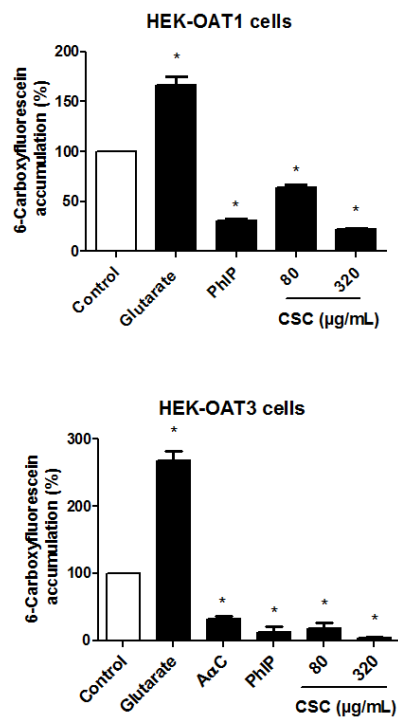 HEK-OAT1 cells
6-Carboxyfluorescein
accumulation (%)
200
150
100
50
0
*
*
*
*
Control
Glutarate
PhIP
80
320
CSC (µg/mL)
HEK-OAT3 cells
6-Carboxyfluorescein
accumulation (%)
300
200
100
0
*
*
*
*
*
Control
Glutarate
AαC
PhIP
80
320
CSC (µg/mL)